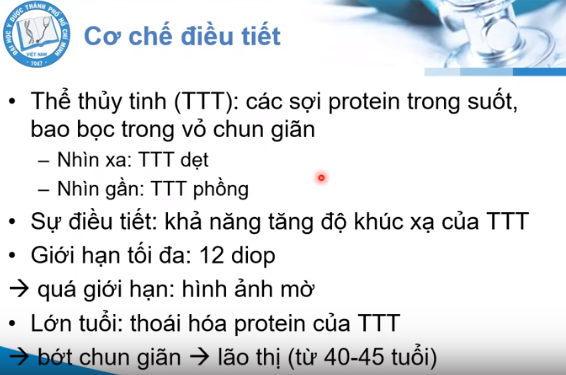 ĐẠI HỌC Y DƯỢC THÀNH PHỐ HỒ CHÍ MINH
VIỆT NAM
1947
Cơ chế điều tiết
• Thể thủy tinh (TTT): các sợi protein trong suốt,
bao bọc trong vỏ chun giãn
– Nhìn xa: TTT dẹt
– Nhìn gần: TTT phồng
• Sự điều tiết: khả năng tăng độ khúc xạ của TTT
• Giới hạn tối đa: 12 diop
→ quá giới hạn: hình ảnh mờ
• Lớn tuổi: thoái hóa protein của TTT
→ bớt chun giãn → lão thị (từ 40-45 tuổi)